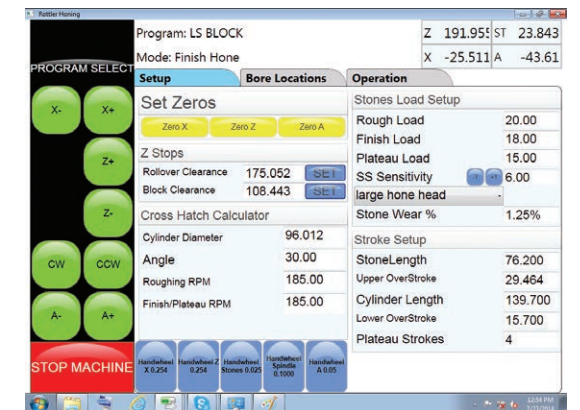 Rottler Honing
Program: LS BLOCK
Z 191.955 ST 23.843
Mode: Finish Hone
X -25.511 A -43.61
PROGRAM SELECT
Setup
Bore Locations
Operation
X-
X+
Z+
Z-
CW
CCW
A-
A+
STOP MACHINE
Set Zeros
Zero X
Zero Z
Zero A
Z Stops
Rollover Clearance 175.052 SET
Block Clearance 108.443 SET
Cross Hatch Calculator
Cylinder Diameter 96.012
Angle 30.00
Roughing RPM 185.00
Finish/Plateau RPM 185.00
Stones Load Setup
Rough Load 20.00
Finish Load 18.00
Plateau Load 15.00
SS Sensitivity 6.00
large hone head
Stone Wear % 1.25%
Stroke Setup
StoneLength 76.200
Upper OverStroke 29.464
Cylinder Length 139.700
Lower OverStroke 15.700
Plateau Strokes 4
Handwheel X 0.254
Handwheel Z 0.254
Handwheel Stones 0.025
Handwheel Spindle 0.1000
Handwheel A 0.05
12:34 PM